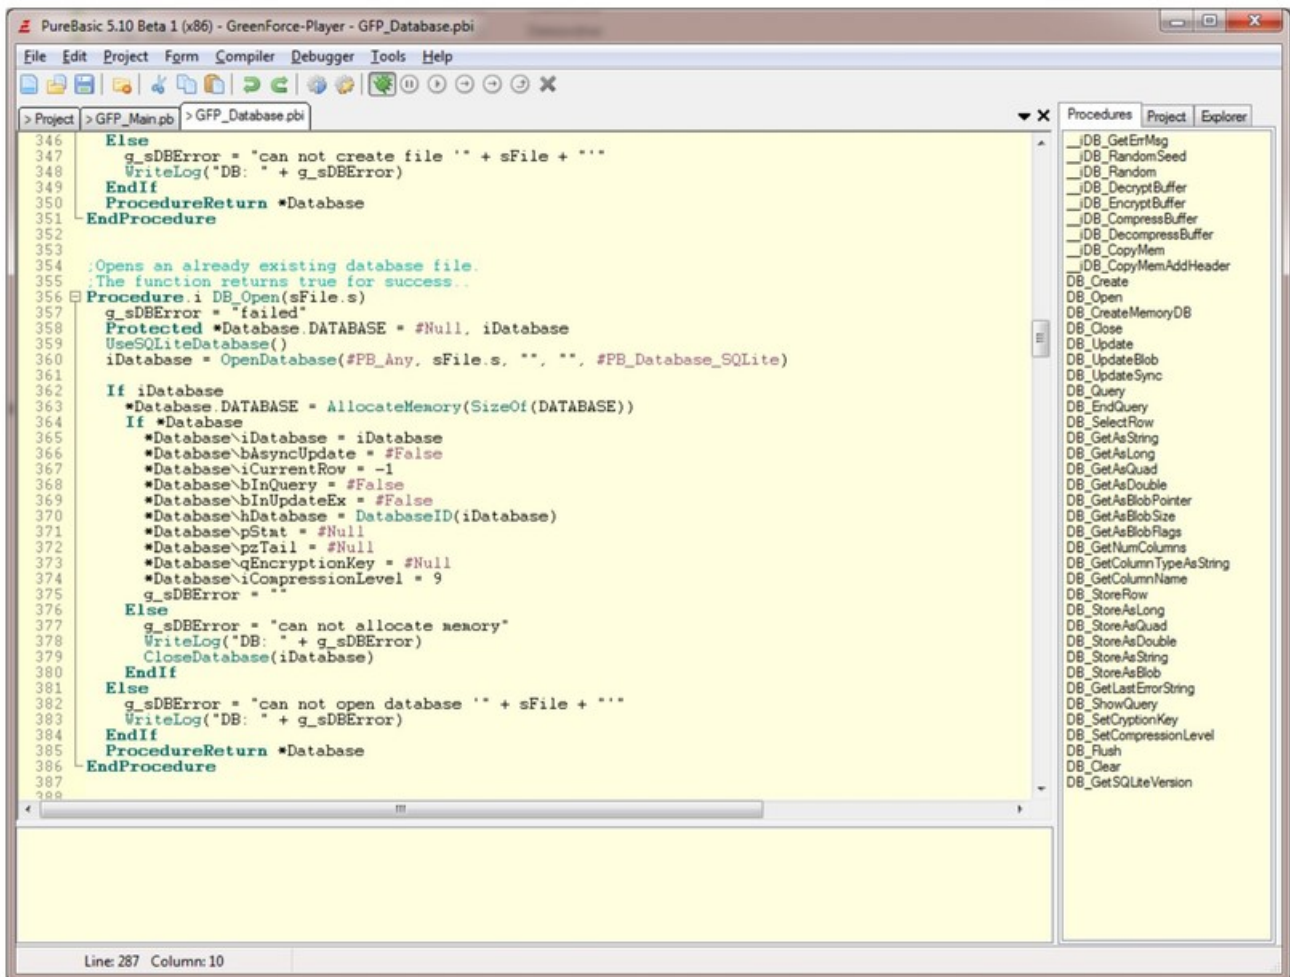 PureBasic 5.10 Beta 1 (x86) - GreenForce-Player - GFP_Database.pbi
File Edit Project Form Compiler Debugger Tools Help
> Project > GFP_Main.pb > GFP_Database.pbi
346 Else
347 g_sDBError = "can not create file '" + sFile + "'"
348 WriteLog("DB: " + g_sDBError)
349 EndIf
350 ProcedureReturn *Database
351 EndProcedure
352
353
354 ;Opens an already existing database file.
355 ;The function returns true for success..
356 Procedure.i DB_Open(sFile.s)
357 g_sDBError = "failed"
358 Protected *Database.DATABASE = #Null, iDatabase
359 UseSQLiteDatabase()
360 iDatabase = OpenDatabase(#PB_Any, sFile.s, "", "", #PB_Database_SQLite)
361
362 If iDatabase
363 *Database.DATABASE = AllocateMemory(SizeOf(DATABASE))
364 If *Database
365 *Database\iDatabase = iDatabase
366 *Database\bAsyncUpdate = #False
367 *Database\iCurrentRow = -1
368 *Database\bInQuery = #False
369 *Database\bInUpdateEx = #False
370 *Database\hDatabase = DatabaseID(iDatabase)
371 *Database\pStmt = #Null
372 *Database\pzTail = #Null
373 *Database\qEncryptionKey = #Null
374 *Database\iCompressionLevel = 9
375 g_sDBError = ""
376 Else
377 g_sDBError = "can not allocate memory"
378 WriteLog("DB: " + g_sDBError)
379 CloseDatabase(iDatabase)
380 EndIf
381 Else
382 g_sDBError = "can not open database '" + sFile + "'"
383 WriteLog("DB: " + g_sDBError)
384 EndIf
385 ProcedureReturn *Database
386 EndProcedure
387
388
Procedures Project Explorer
__iDB_GetErrMsg
__iDB_RandomSeed
__iDB_Random
__iDB_DecryptBuffer
__iDB_EncryptBuffer
__iDB_CompressBuffer
__iDB_DecompressBuffer
__iDB_CopyMem
__iDB_CopyMemAddHeader
DB_Create
DB_Open
DB_CreateMemoryDB
DB_Close
DB_Update
DB_UpdateBlob
DB_UpdateSync
DB_Query
DB_EndQuery
DB_SelectRow
DB_GetAsString
DB_GetAsLong
DB_GetAsQuad
DB_GetAsDouble
DB_GetAsBlobPointer
DB_GetAsBlobSize
DB_GetAsBlobFlags
DB_GetNumColumns
DB_GetColumnTypeAsString
DB_GetColumnName
DB_StoreRow
DB_StoreAsLong
DB_StoreAsQuad
DB_StoreAsDouble
DB_StoreAsString
DB_StoreAsBlob
DB_GetLastErrorString
DB_ShowQuery
DB_SetCryptionKey
DB_SetCompressionLevel
DB_Flush
DB_Clear
DB_GetSQLiteVersion
Line: 287 Column: 10